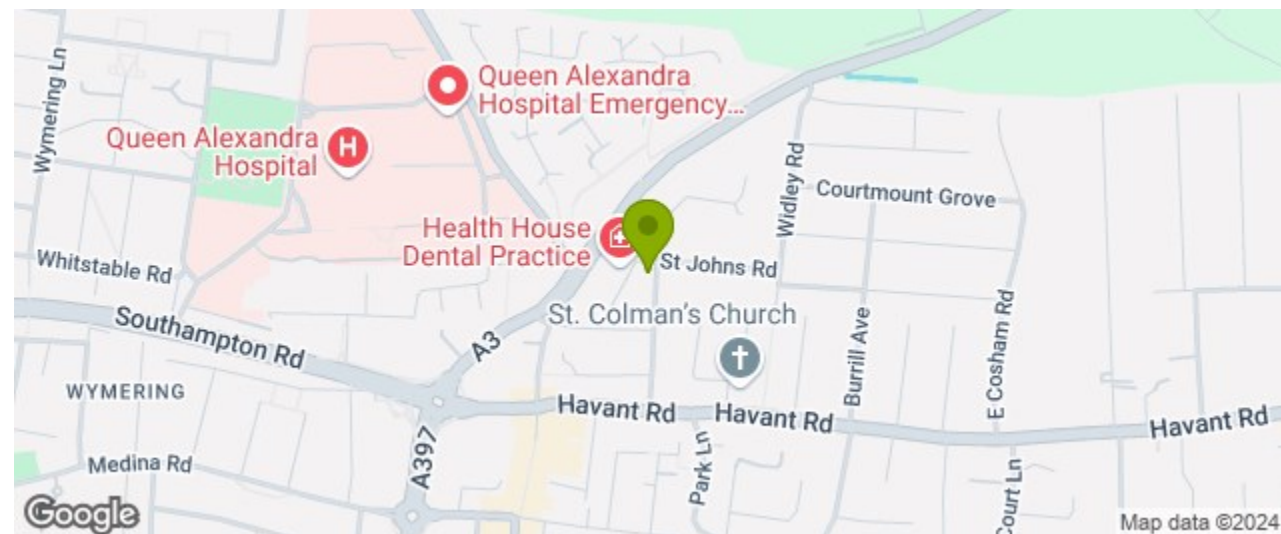 Wymering Ln
Queen Alexandra
Hospital Emergency...
Queen Alexandra
Hospital
H
Widley Rd
Courtmount Grove
Health House
Dental Practice
St Johns Rd
Whitstable Rd
St. Colman's Church
Southampton Rd
A3
Burrill Ave
E Cosham Rd
WYMERING
Havant Rd
Havant Rd
Havant Rd
Medina Rd
A397
Park Ln
Court Ln
Google
Map data ©2024